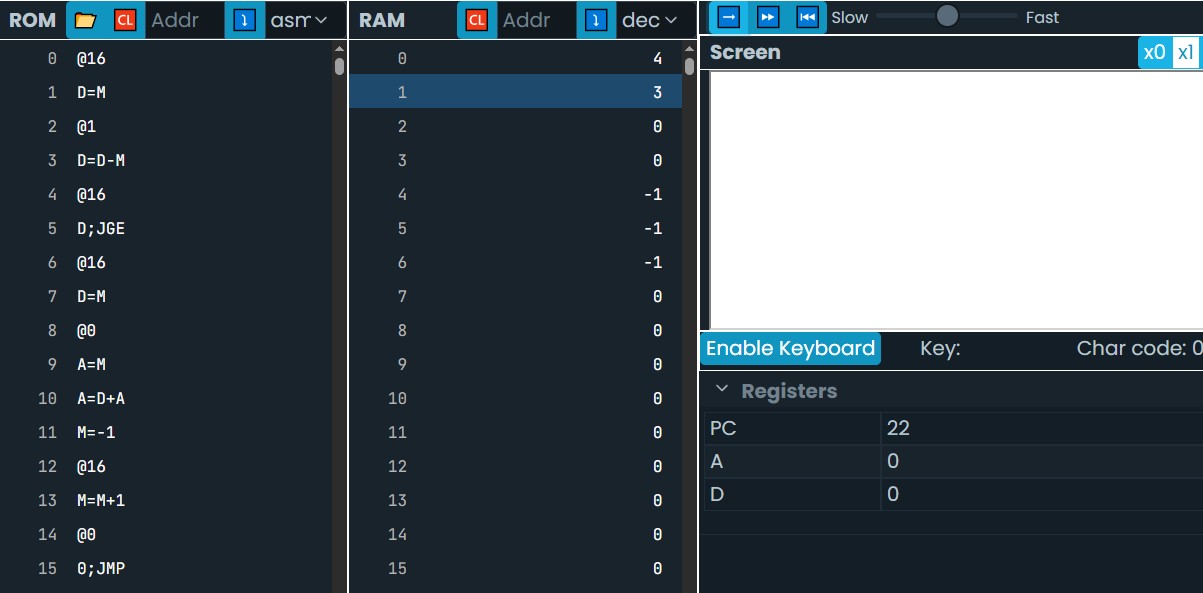 ROM CL Addr asm
0 @16
1 D=M
2 @1
3 D=D-M
4 @16
5 D;JGE
6 @16
7 D=M
8 @0
9 A=M
10 A=D+A
11 M=-1
12 @16
13 M=M+1
14 @0
15 0;JMP
RAM CL Addr dec
0 4
1 3
2 0
3 0
4 -1
5 -1
6 -1
7 0
8 0
9 0
10 0
11 0
12 0
13 0
14 0
15 0
Slow Fast
Screen x0 x1
Enable Keyboard Key: Char code: 0
Registers
PC 22
A 0
D 0